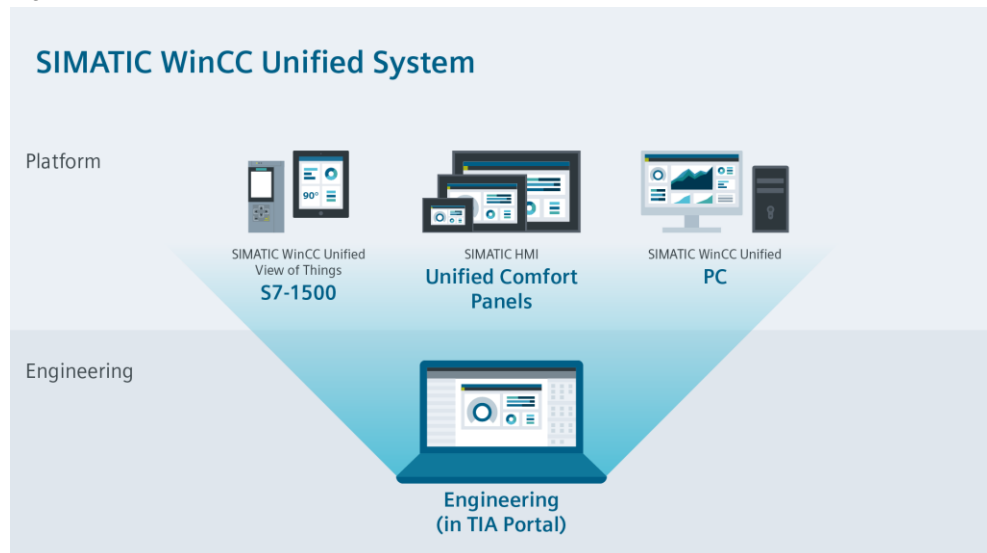 SIMATIC WinCC Unified System
Platform
90°
SIMATIC WinCC Unified
View of Things
S7-1500
SIMATIC HMI
Unified Comfort
Panels
SIMATIC WinCC Unified
PC
Engineering
Engineering
(in TIA Portal)